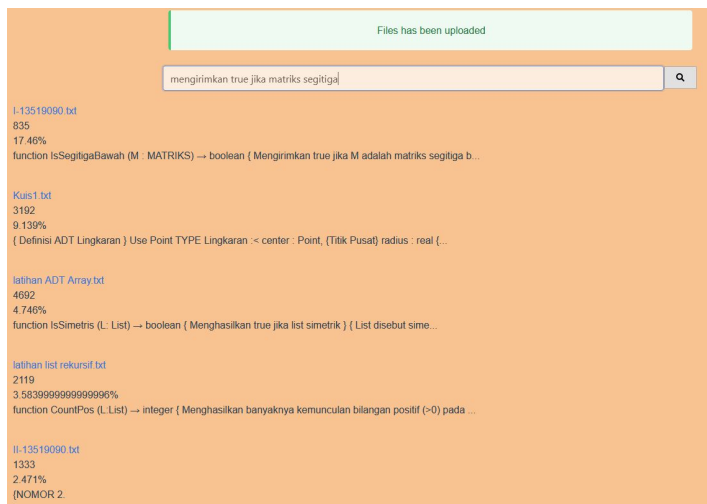 Files has been uploaded
mengirimkan true jika matriks segitiga
I-13519090.txt
835
17.46%
function IsSegitigaBawah (M : MATRIKS) → boolean { Mengirimkan true jika M adalah matriks segitiga b...
Kuis1.txt
3192
9.139%
{ Definisi ADT Lingkaran } Use Point TYPE Lingkaran :< center : Point, {Titik Pusat} radius : real {...
latihan ADT Array.txt
4692
4.746%
function IsSimetris (L: List) → boolean { Menghasilkan true jika list simetrik } { List disebut sime...
latihan list rekursif.txt
2119
3.5839999999999996%
function CountPos (L:List) → integer { Menghasilkan banyaknya kemunculan bilangan positif (>0) pada ...
II-13519090.txt
1333
2.471%
{NOMOR 2.